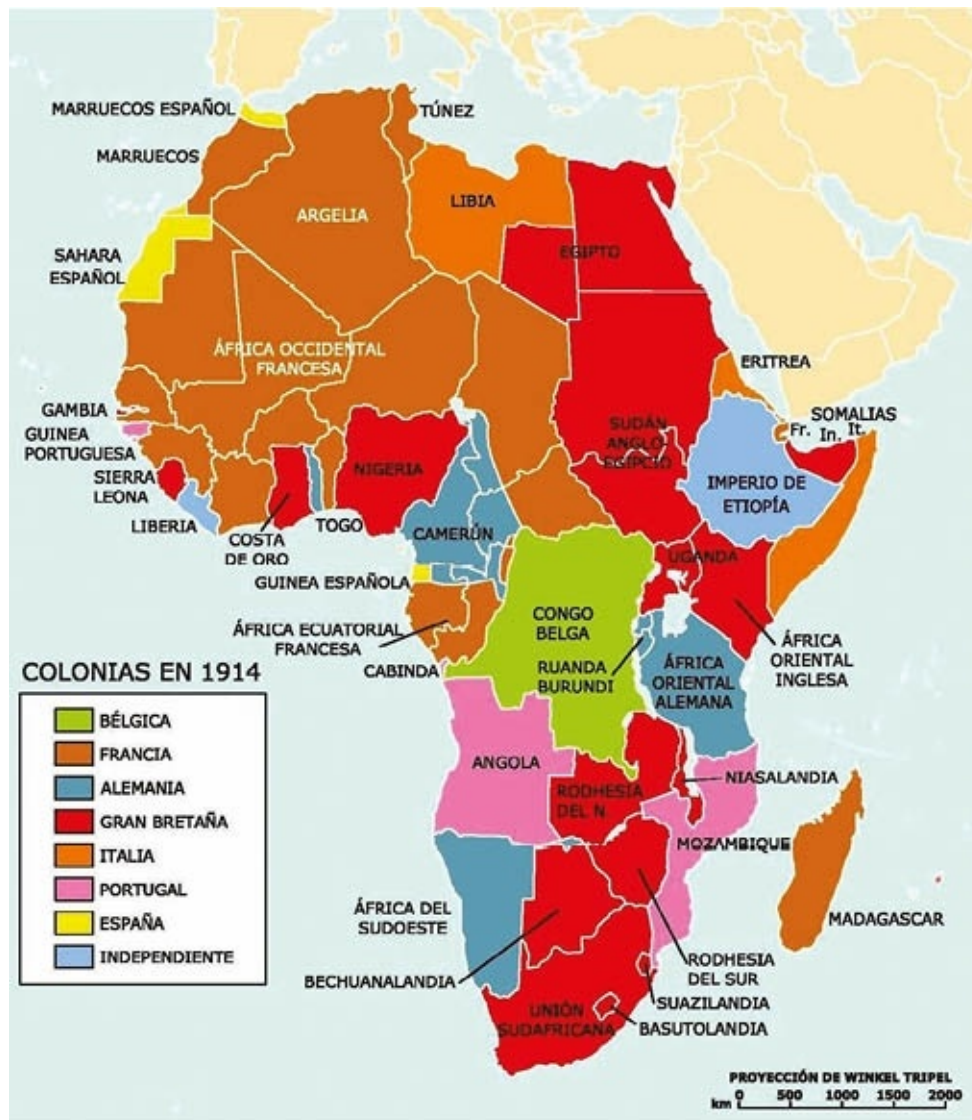 MARRUECOS ESPAÑOL
TÚNEZ
MARRUECOS
ARGELIA
LIBIA
EGIPTO
SAHARA
ESPAÑOL
ÁFRICA OCCIDENTAL
FRANCESA
ERITREA
GAMBIA
GUINEA
PORTUGUESA
SIERRA
LEONA
LIBERIA
COSTA
DE ORO
TOGO
NIGERIA
SUDÁN
ANGLO-
EGIPCIO
SOMALIAS
Fr. In. It.
IMPERIO DE
ETIOPÍA
CAMERÚN
GUINEA ESPAÑOLA
UGANDA
CONGO
BELGA
ÁFRICA ECUATORIAL
FRANCESA
CABINDA
RUANDA
BURUNDI
ÁFRICA
ORIENTAL
ALEMANA
ÁFRICA
ORIENTAL
INGLESA
COLONIAS EN 1914
BÉLGICA
FRANCIA
ALEMANIA
GRAN BRETAÑA
ITALIA
PORTUGAL
ESPAÑA
INDEPENDIENTE
ANGOLA
RODHESIA
DEL N
NIASALANDIA
MOZAMBIQUE
MADAGASCAR
ÁFRICA DEL
SUDOESTE
BECHUANALANDIA
RODHESIA
DEL SUR
SUAZILANDIA
UNIÓN
SUDAFRICANA
BASUTOLANDIA
PROYECCIÓN DE WINKEL TRIPEL
km 0 500 1000 1500 2000